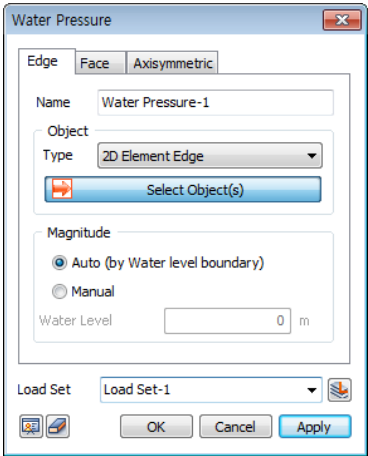 Water Pressure
Edge Face Axisymmetric
Name Water Pressure-1
Object
Type 2D Element Edge
Select Object(s)
Magnitude
Auto (by Water level boundary)
Manual
Water Level 0 m
Load Set Load Set-1
OK Cancel Apply